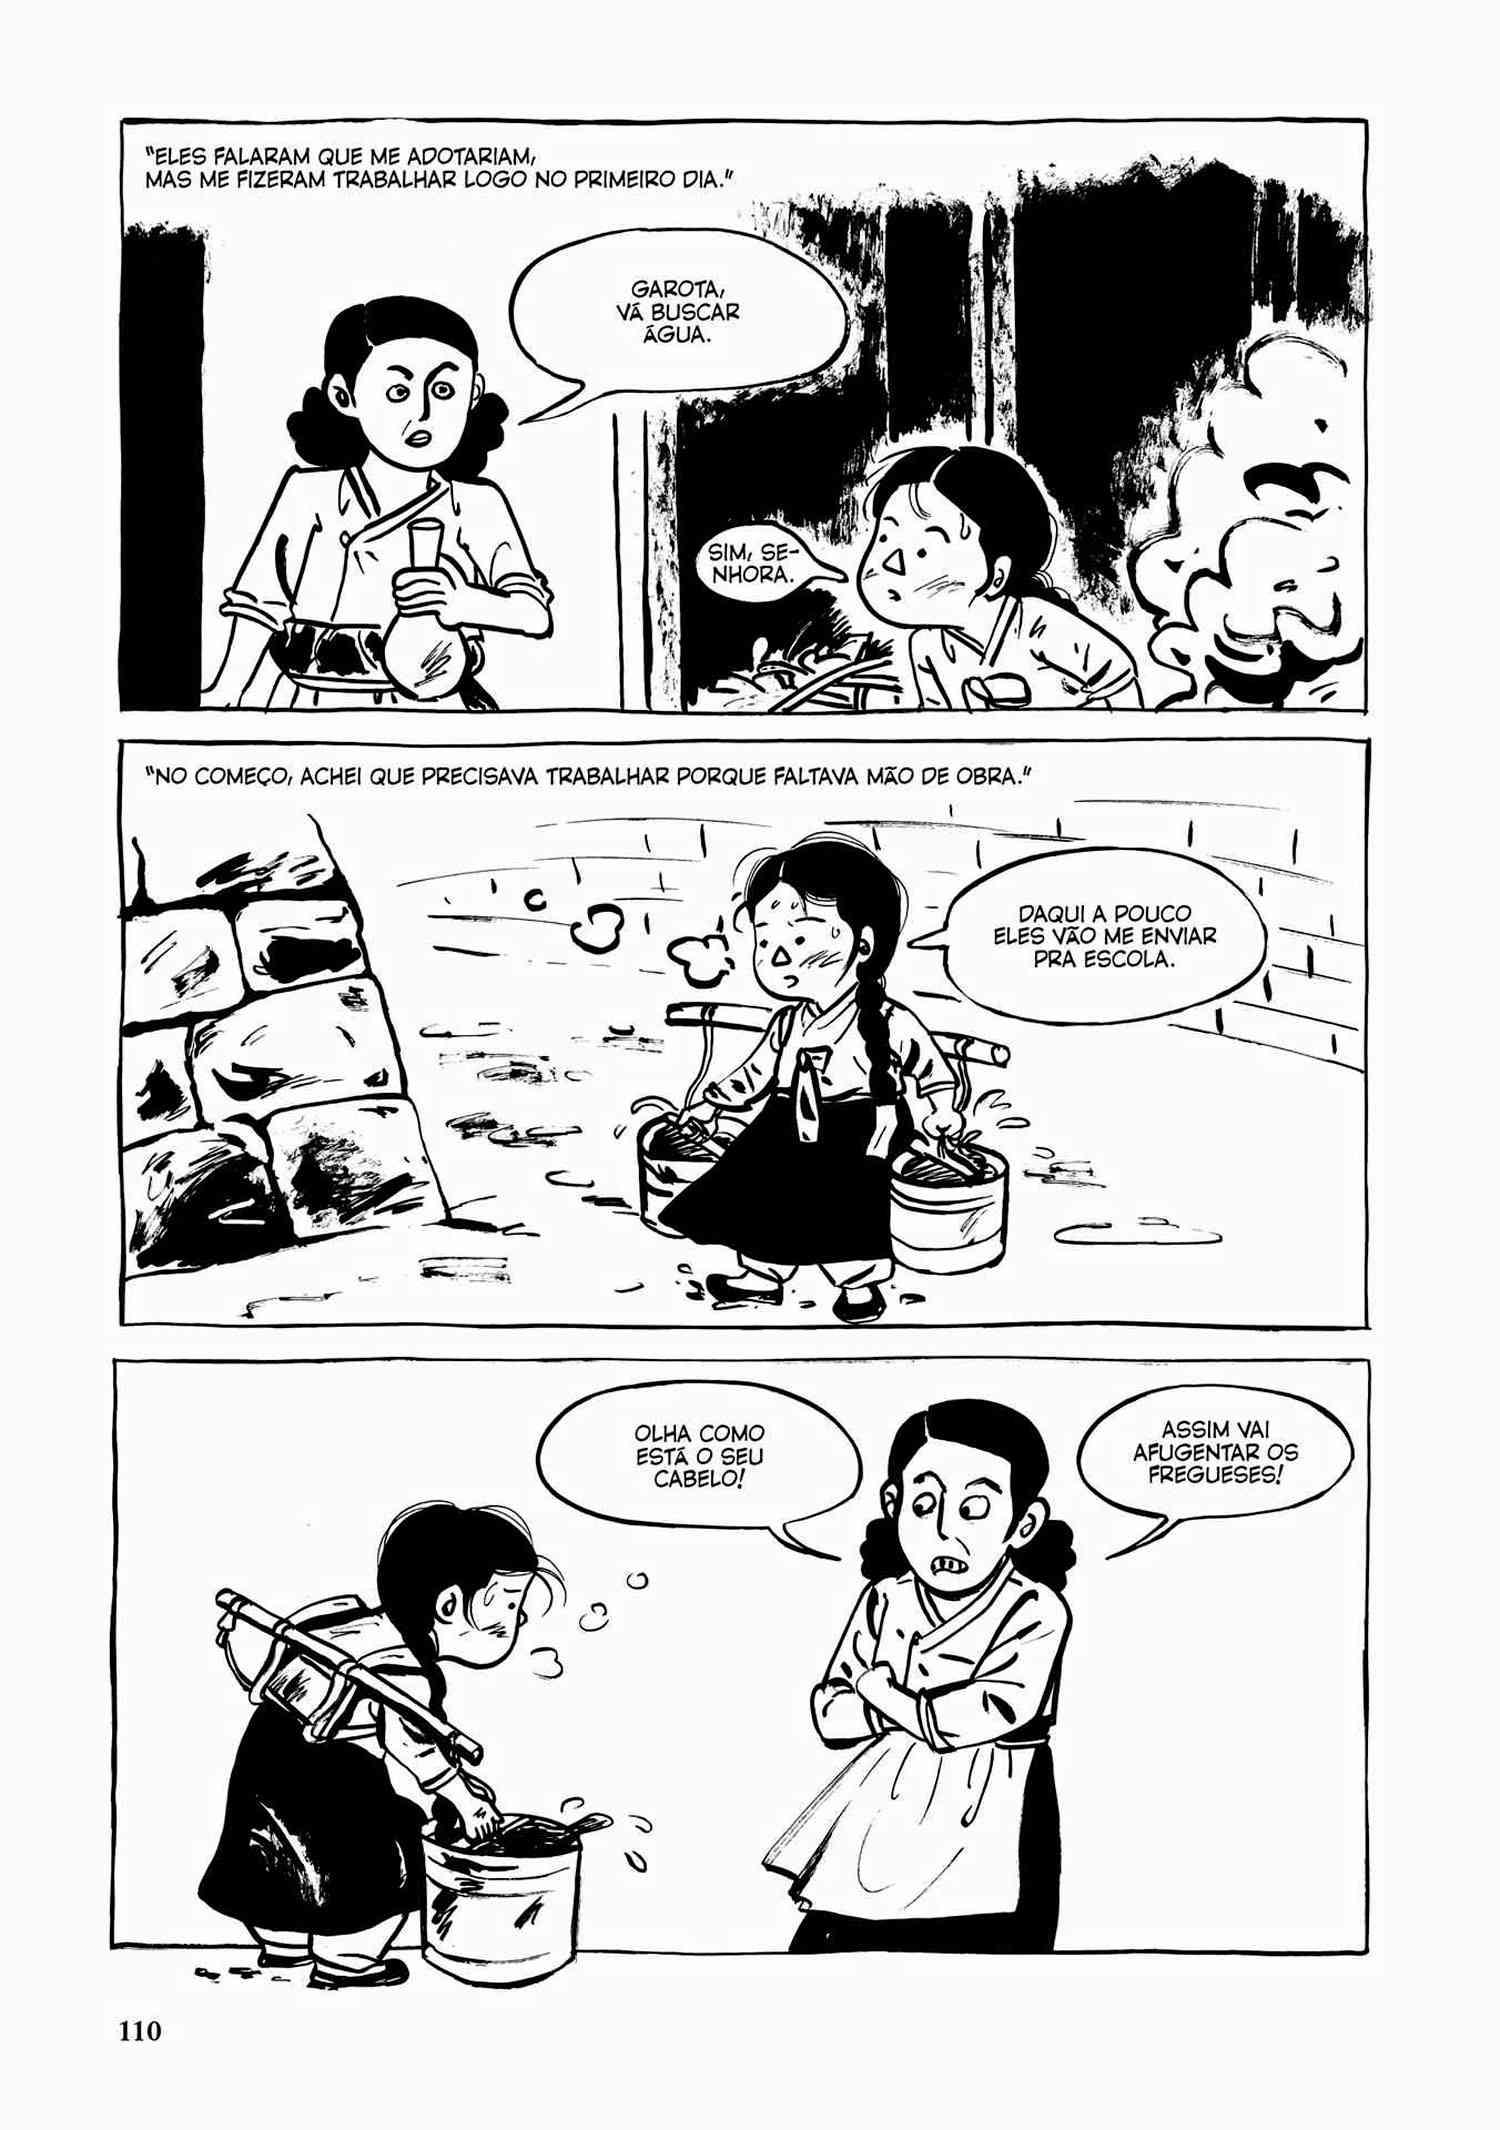 "ELES FALARAM QUE ME ADOTARIAM,
MAS ME FIZERAM TRABALHAR LOGO NO PRIMEIRO DIA."
GAROTA,
VÁ BUSCAR
ÁGUA.
SIM, SE-
NHORA.
"NO COMEÇO, ACHEI QUE PRECISAVA TRABALHAR PORQUE FALTAVA MÃO DE OBRA."
DAQUI A POUCO
ELES VÃO ME ENVIAR
PRA ESCOLA.
OLHA COMO
ESTÁ O SEU
CABELO!
ASSIM VAI
AFUGENTAR OS
FREGUESES!
110